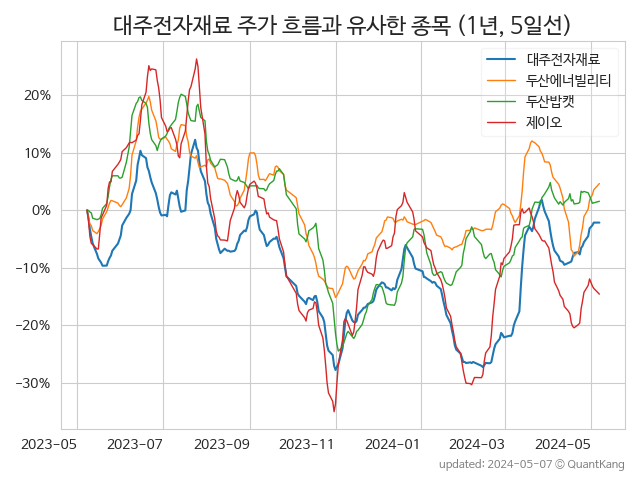 대주전자재료 주가 흐름과 유사한 종목 (1년, 5일선)
대주전자재료
두산에너빌리티
두산밥캣
제이오
20%
10%
0%
−10%
−20%
−30%
2023-05 2023-07 2023-09 2023-11 2024-01 2024-03 2024-05
updated: 2024-05-07 © QuantKang